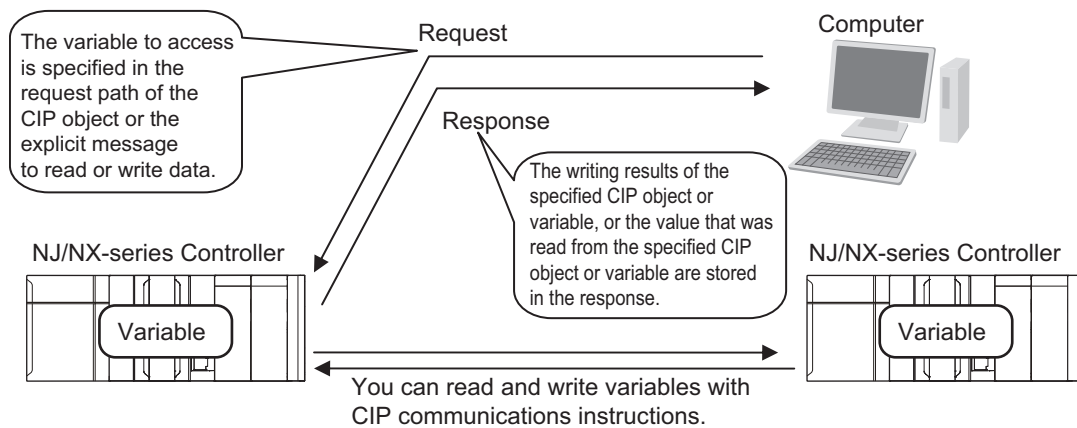 The variable to access
is specified in the
request path of the
CIP object or the
explicit message
to read or write data.
Request
Computer
Response
The writing results of the
specified CIP object or
variable, or the value that was
read from the specified CIP
object or variable are stored
in the response.
NJ/NX-series Controller
NJ/NX-series Controller
Variable
Variable
You can read and write variables with
CIP communications instructions.